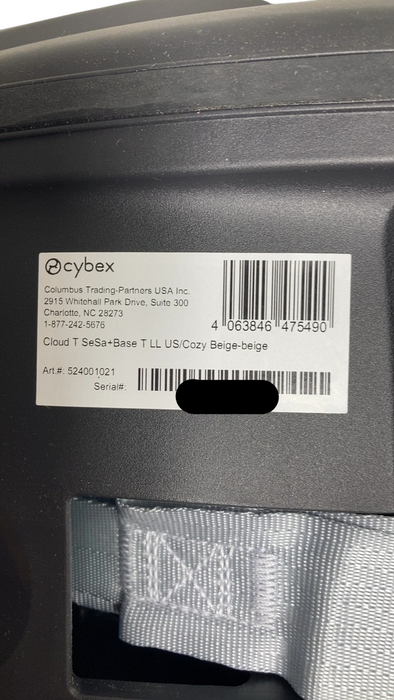 cybex
Columbus Trading-Partners USA Inc.
2915 Whitehall Park Drive, Suite 300
Charlotte, NC 28273
1-877-242-5676
4 063846 475490
Cloud T SeSa+Base T LL US/Cozy Beige-beige
Art.#: 524001021
Serial#: